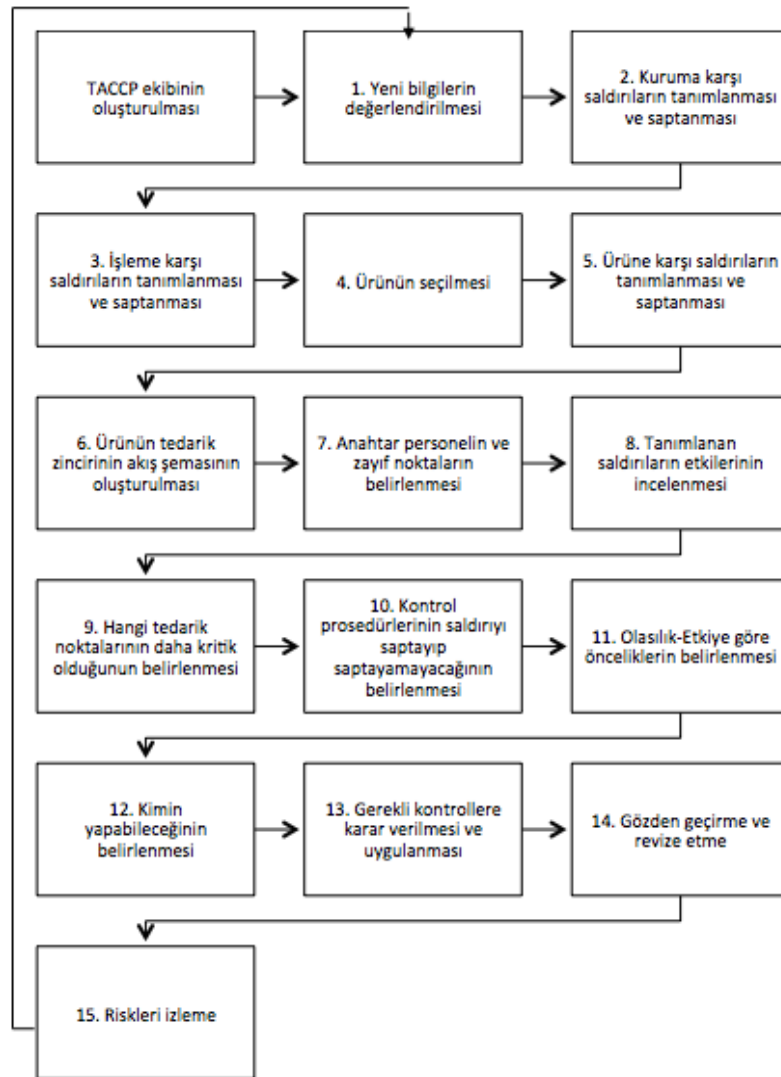 TACCP ekibinin
oluşturulması
1. Yeni bilgilerin
değerlendirilmesi
2. Kuruma karşı
saldırıların tanımlanması
ve saptanması
3. İşleme karşı
saldırıların tanımlanması
ve saptanması
4. Ürünün seçilmesi
5. Ürüne karşı saldırıların
tanımlanması ve
saptanması
6. Ürünün tedarik
zincirinin akış şemasının
oluşturulması
7. Anahtar personelin ve
zayıf noktaların
belirlenmesi
8. Tanımlanan
saldırıların etkilerinin
incelenmesi
9. Hangi tedarik
noktalarının daha kritik
olduğunun belirlenmesi
10. Kontrol
prosedürlerinin saldırıyı
saptayıp
saptayamayacağının
belirlenmesi
11. Olasılık-Etkiye göre
önceliklerin belirlenmesi
12. Kimin
yapabileceğinin
belirlenmesi
13. Gerekli kontrollere
karar verilmesi ve
uygulanması
14. Gözden geçirme ve
revize etme
15. Riskleri izleme